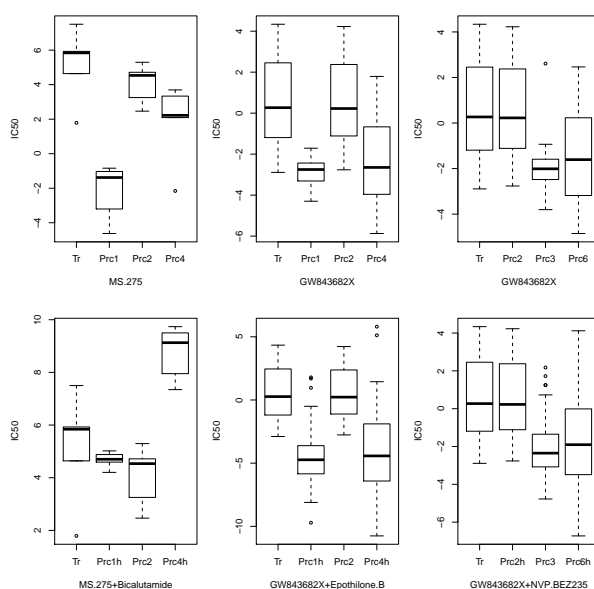 IC50
6
4
2
0
−2
−4
Tr Prc1 Prc2 Prc4
MS.275
IC50
4
2
0
−2
−4
−6
Tr Prc1 Prc2 Prc4
GW843682X
IC50
4
2
0
−2
−4
Tr Prc2 Prc3 Prc6
GW843682X
IC50
10
8
6
4
2
Tr Prc1h Prc2 Prc4h
MS.275+Bicalutamide
IC50
5
0
−5
−10
Tr Prc1h Prc2 Prc4h
GW843682X+Epothilone.B
IC50
4
2
0
−2
−4
−6
Tr Prc2h Prc3 Prc6h
GW843682X+NVP.BEZ235